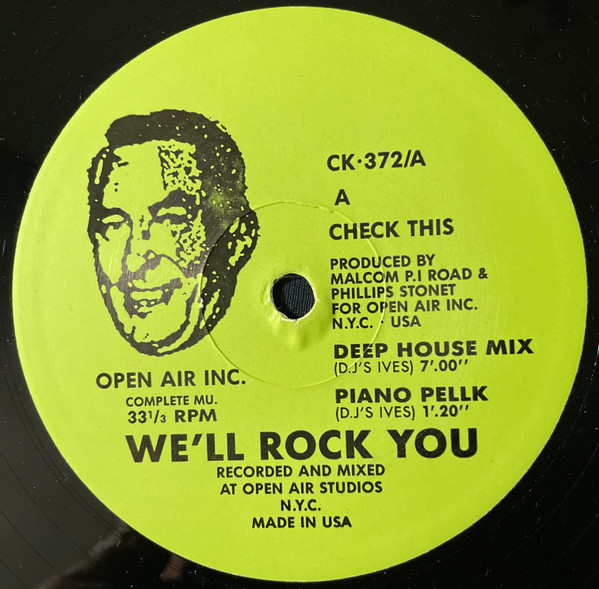 CK·372/A
A
CHECK THIS
PRODUCED BY
MALCOM P.I ROAD &
PHILLIPS STONET
FOR OPEN AIR INC.
N.Y.C. - USA
DEEP HOUSE MIX
(D.J'S IVES) 7'.00''
PIANO PELLK
(D.J'S IVES) 1'.20''
OPEN AIR INC.
COMPLETE MU.
33 1/3 RPM
WE'LL ROCK YOU
RECORDED AND MIXED
AT OPEN AIR STUDIOS
N.Y.C.
MADE IN USA